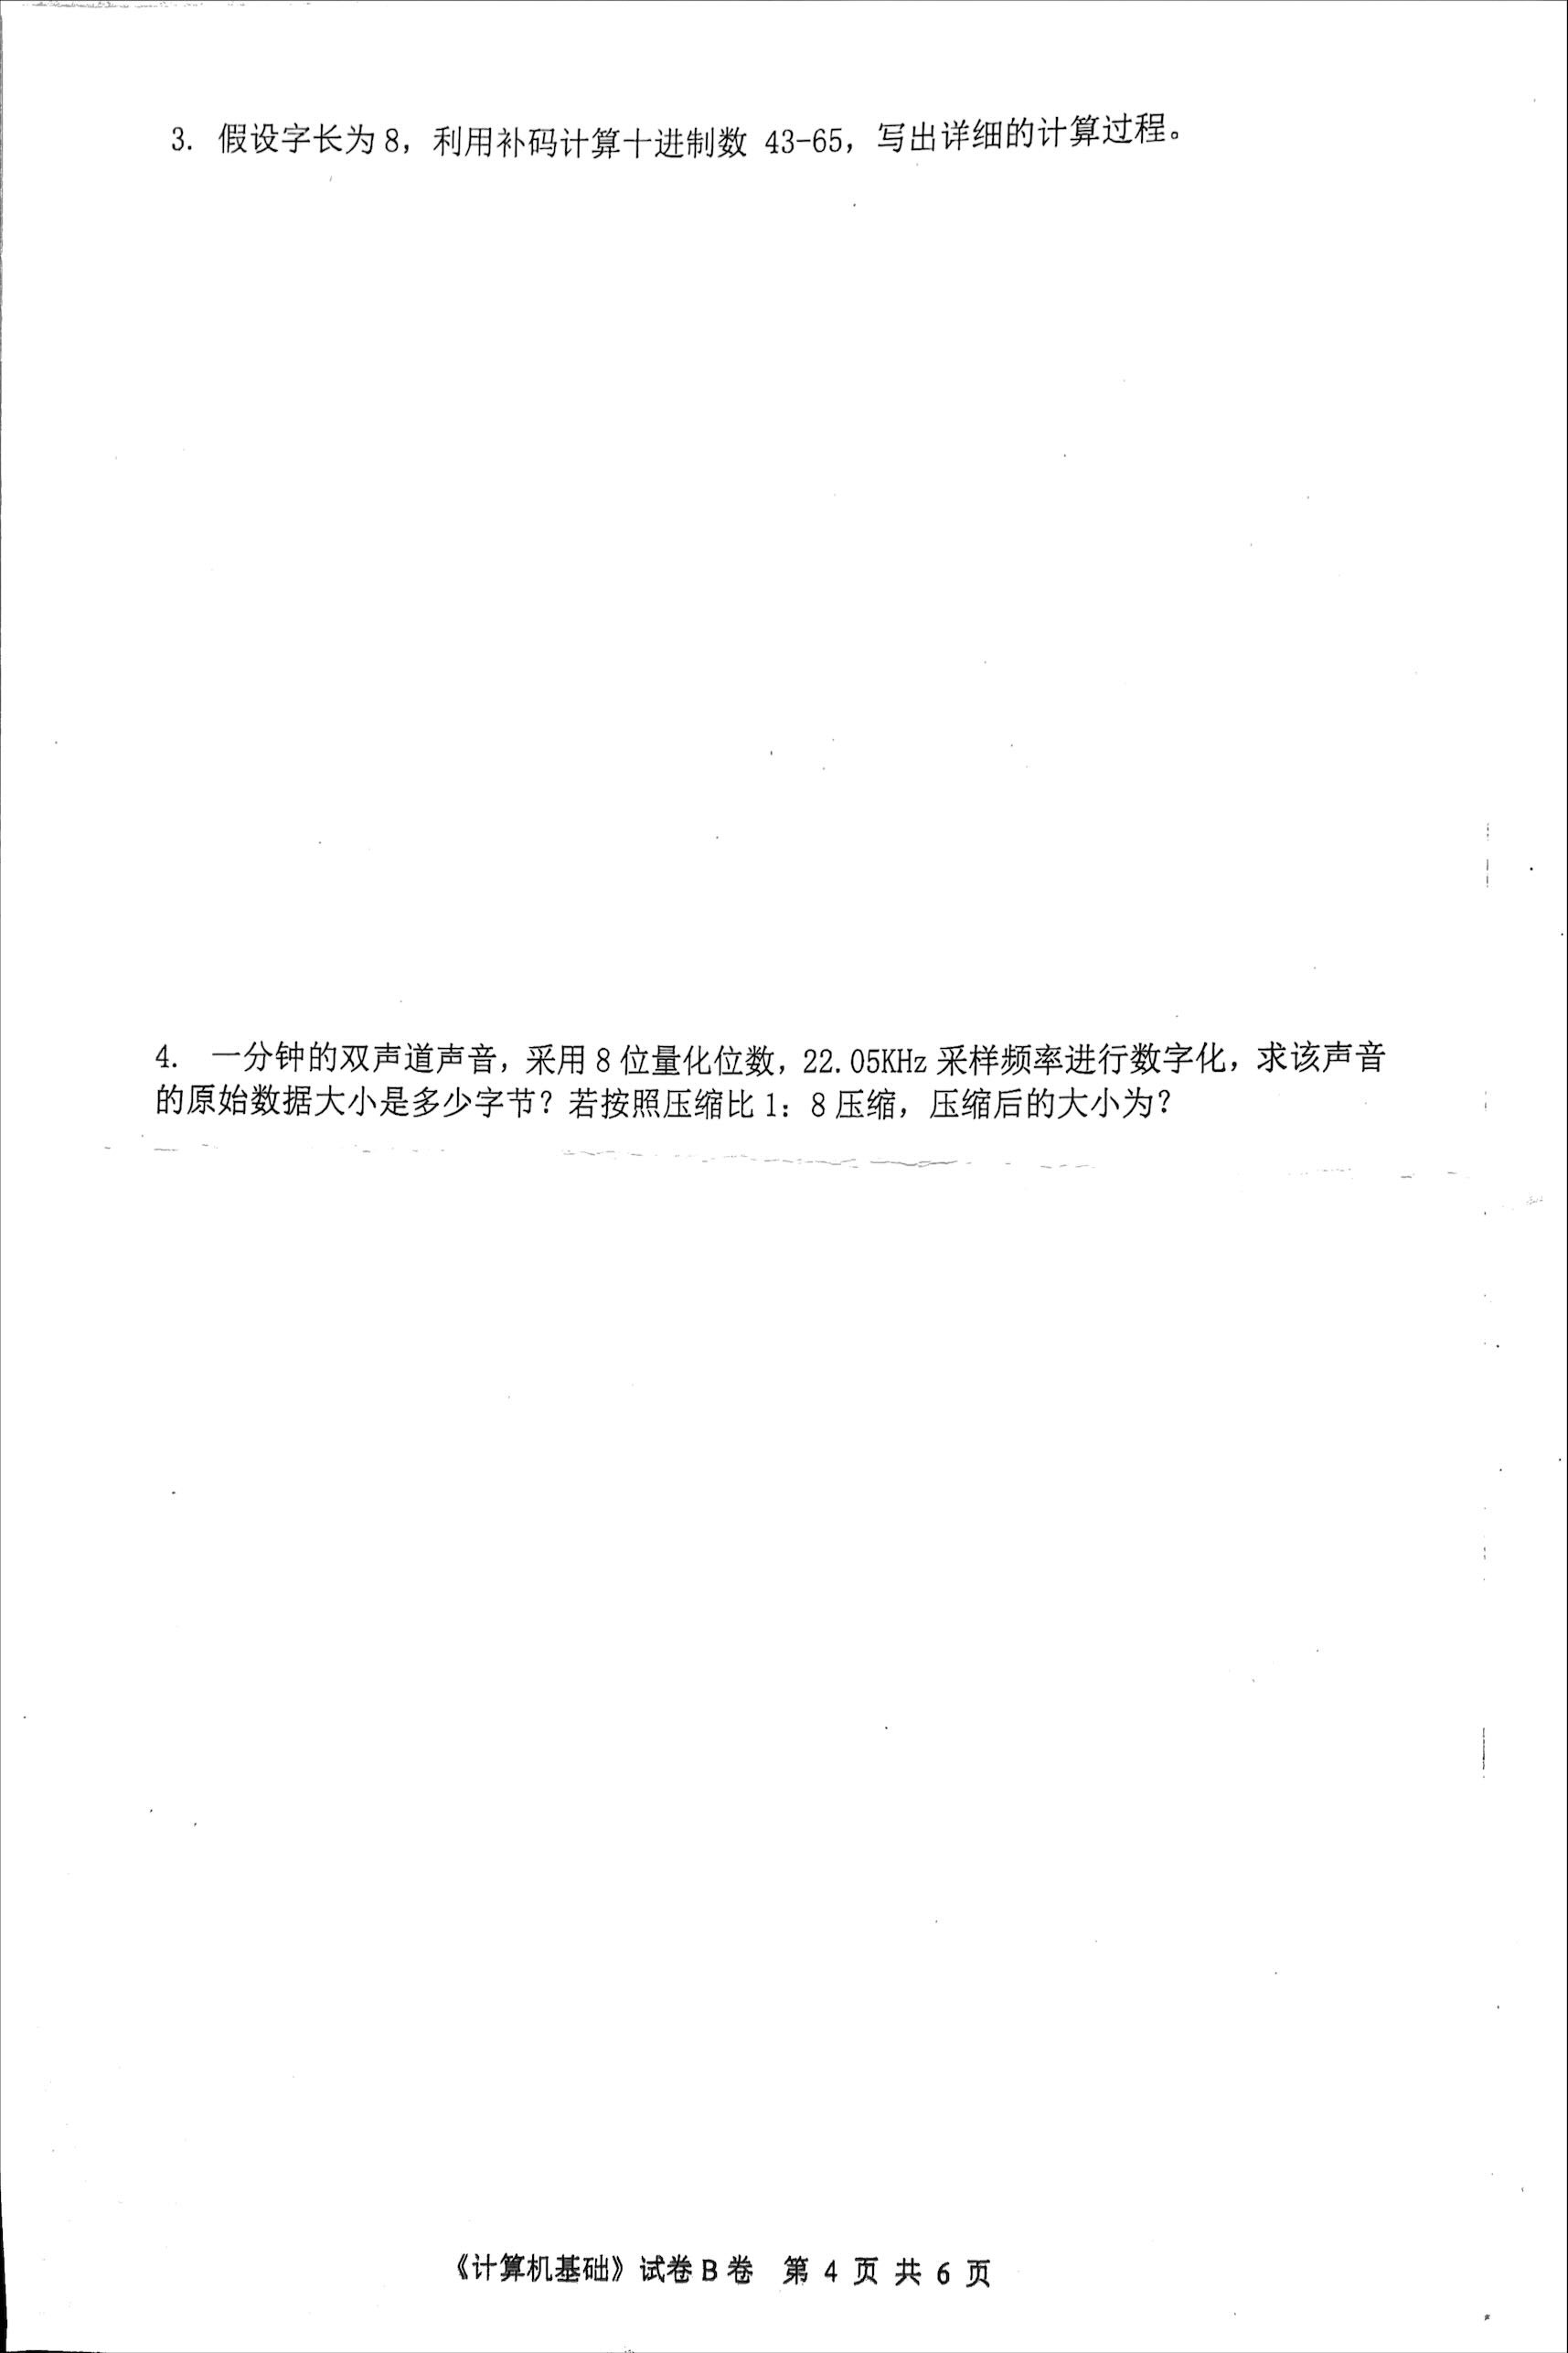 3. 假设字长为8，利用补码计算十进制数 43-65，写出详细的计算过程。
4. 一分钟的双声道声音，采用8位量化位数，22.05KHz采样频率进行数字化，求该声音
的原始数据大小是多少字节？若按照压缩比1：8压缩，压缩后的大小为？
《计算机基础》试卷B卷 第 4 页 共 6 页